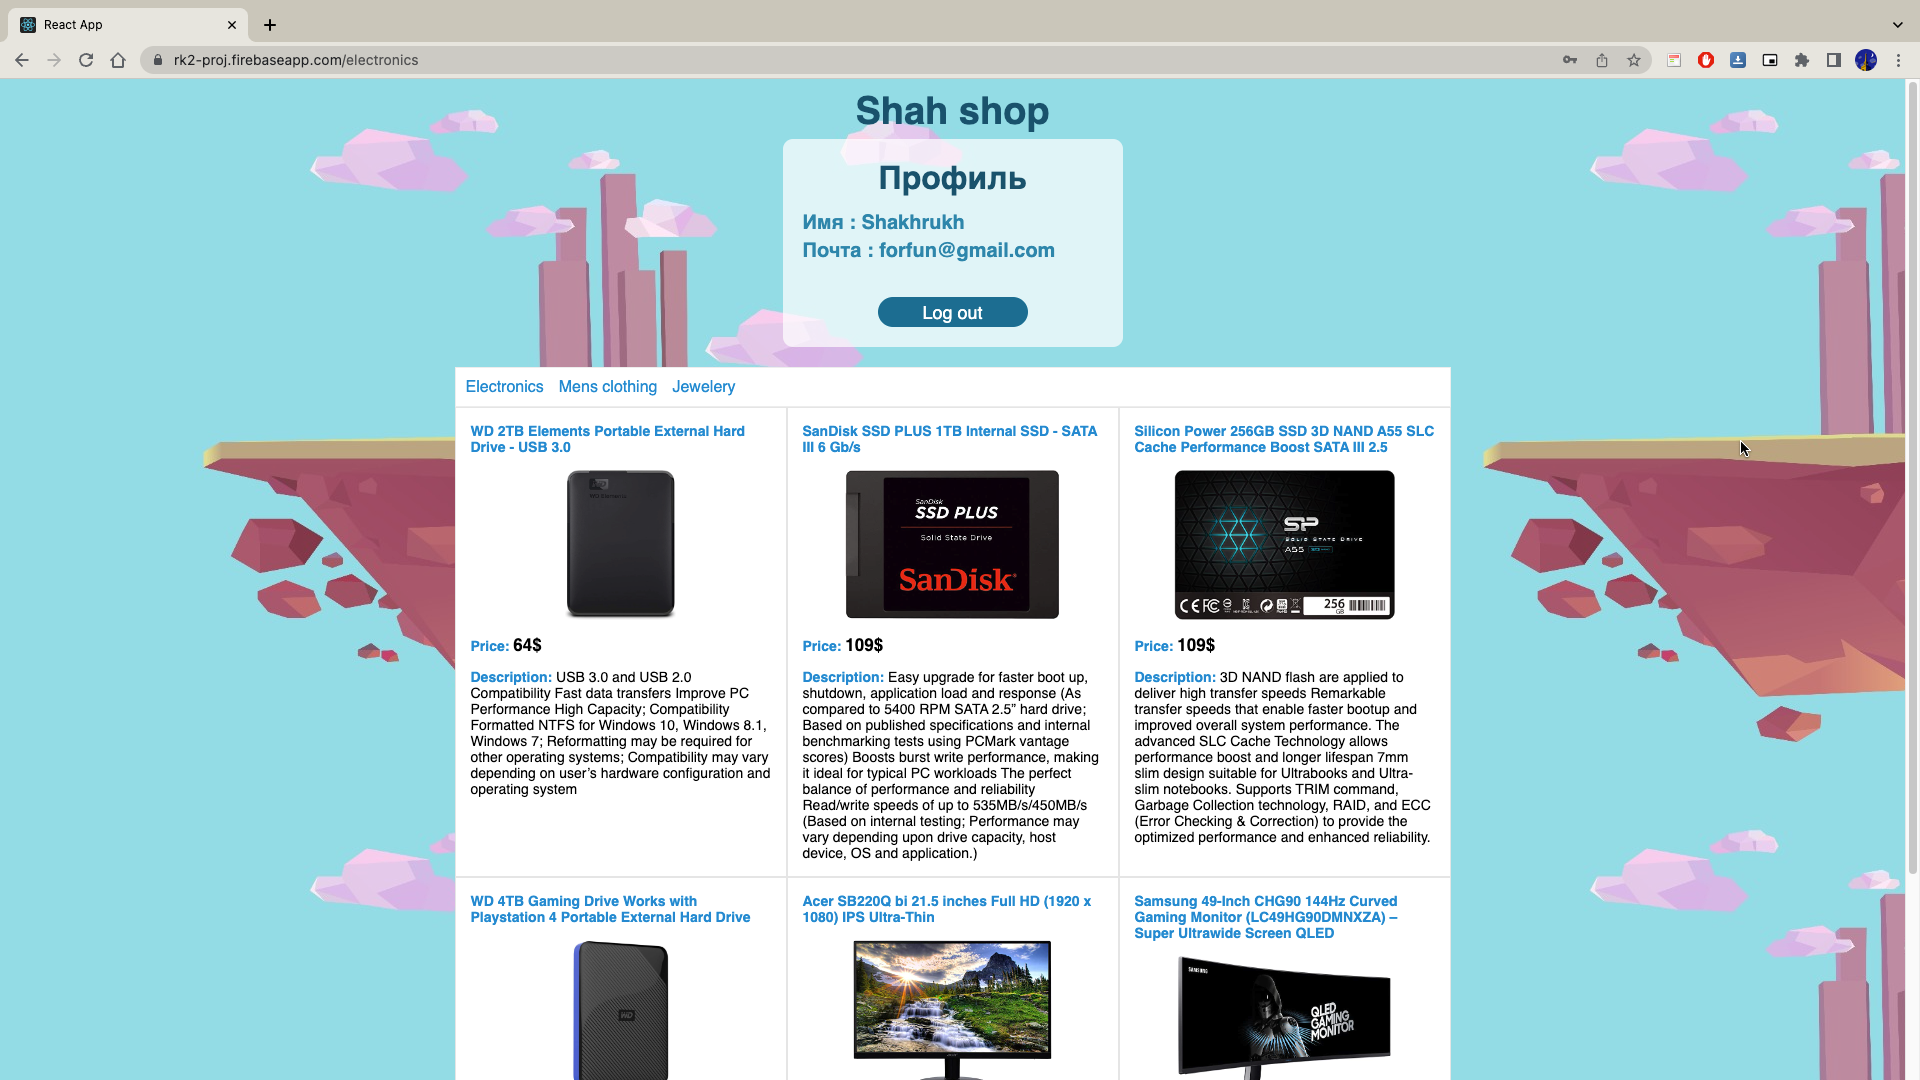 React App
rk2-proj.firebaseapp.com/electronics
Shah shop
Профиль
Имя : Shakhrukh
Почта : forfun@gmail.com
Log out
Electronics Mens clothing Jewelery
WD 2TB Elements Portable External Hard
Drive - USB 3.0
WD
Price: 64$
Description: USB 3.0 and USB 2.0
Compatibility Fast data transfers Improve PC
Performance High Capacity; Compatibility
Formatted NTFS for Windows 10, Windows 8.1,
Windows 7; Reformatting may be required for
other operating systems; Compatibility may vary
depending on user’s hardware configuration and
operating system
SanDisk SSD PLUS 1TB Internal SSD - SATA
III 6 Gb/s
SanDisk
SSD PLUS
Solid State Drive
SanDisk
Price: 109$
Description: Easy upgrade for faster boot up,
shutdown, application load and response (As
compared to 5400 RPM SATA 2.5” hard drive;
Based on published specifications and internal
benchmarking tests using PCMark vantage
scores) Boosts burst write performance, making
it ideal for typical PC workloads The perfect
balance of performance and reliability
Read/write speeds of up to 535MB/s/450MB/s
(Based on internal testing; Performance may
vary depending upon drive capacity, host
device, OS and application.)
Silicon Power 256GB SSD 3D NAND A55 SLC
Cache Performance Boost SATA III 2.5
SP
SOLID STATE DRIVE
A55
256
GB
Price: 109$
Description: 3D NAND flash are applied to
deliver high transfer speeds Remarkable
transfer speeds that enable faster bootup and
improved overall system performance. The
advanced SLC Cache Technology allows
performance boost and longer lifespan 7mm
slim design suitable for Ultrabooks and Ultra-
slim notebooks. Supports TRIM command,
Garbage Collection technology, RAID, and ECC
(Error Checking & Correction) to provide the
optimized performance and enhanced reliability.
WD 4TB Gaming Drive Works with
Playstation 4 Portable External Hard Drive
WD
Acer SB220Q bi 21.5 inches Full HD (1920 x
1080) IPS Ultra-Thin
Samsung 49-Inch CHG90 144Hz Curved
Gaming Monitor (LC49HG90DMNXZA) –
Super Ultrawide Screen QLED
SAMSUNG
QLED
GAMING
MONITOR